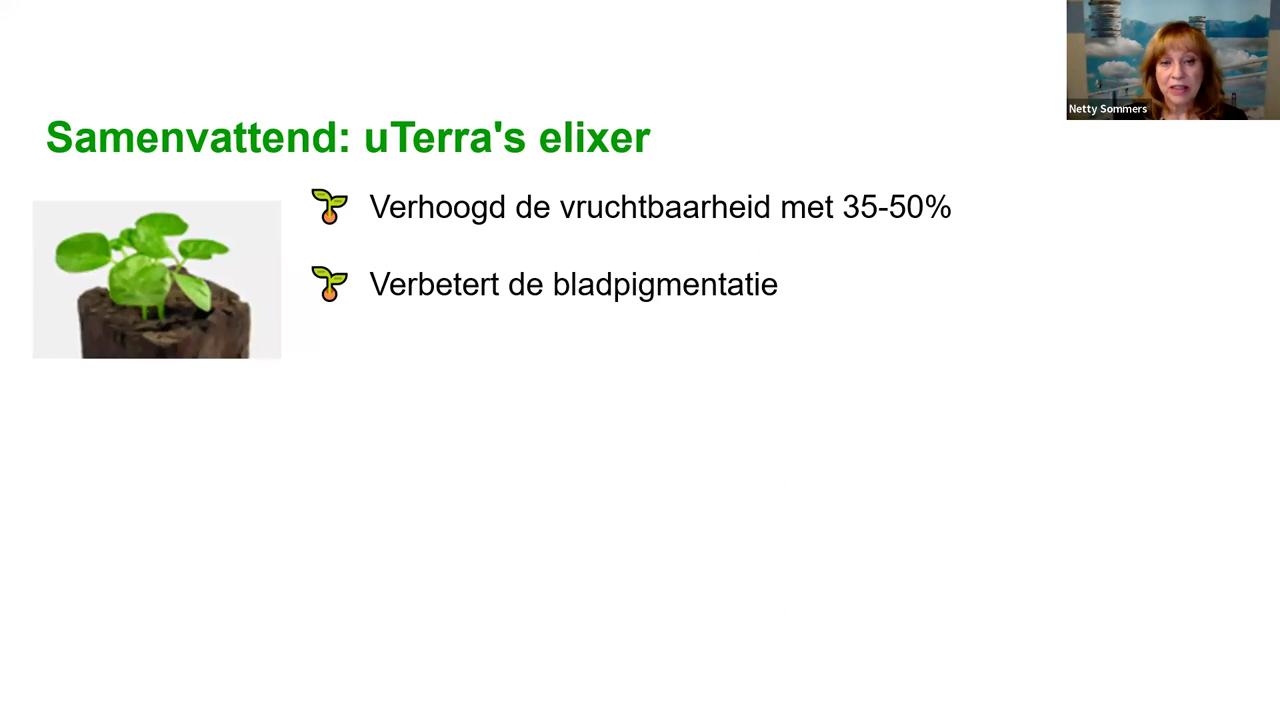 Netty Sommers
Samenvattend: uTerra's elixer
Verhoogd de vruchtbaarheid met 35-50%
Verbetert de bladpigmentatie